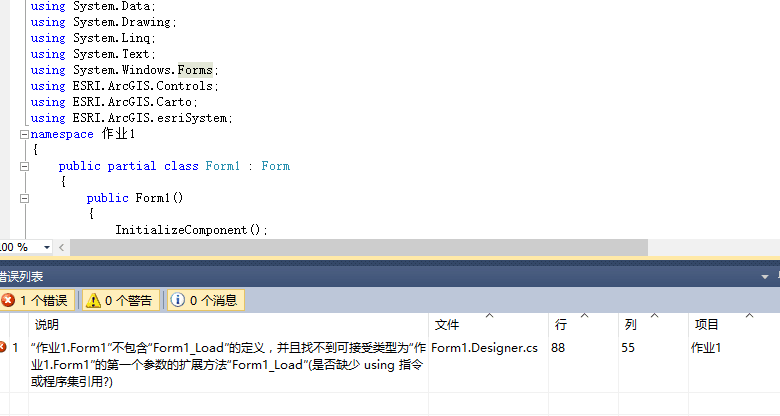 using System.Data;
using System.Drawing;
using System.Linq;
using System.Text;
using System.Windows.Forms;
using ESRI.ArcGIS.Controls;
using ESRI.ArcGIS.Carto;
using ESRI.ArcGIS.esriSystem;
namespace 作业1
{
public partial class Form1 : Form
{
public Form1()
{
InitializeComponent();
.00 %
错误列表
1 个错误 0 个警告 0 个消息
说明 文件 行 列 项目
1 “作业1.Form1”不包含“Form1_Load”的定义，并且找不到可接受类型为“作 Form1.Designer.cs 88 55 作业1
业1.Form1”的第一个参数的扩展方法“Form1_Load”(是否缺少 using 指令
或程序集引用?)